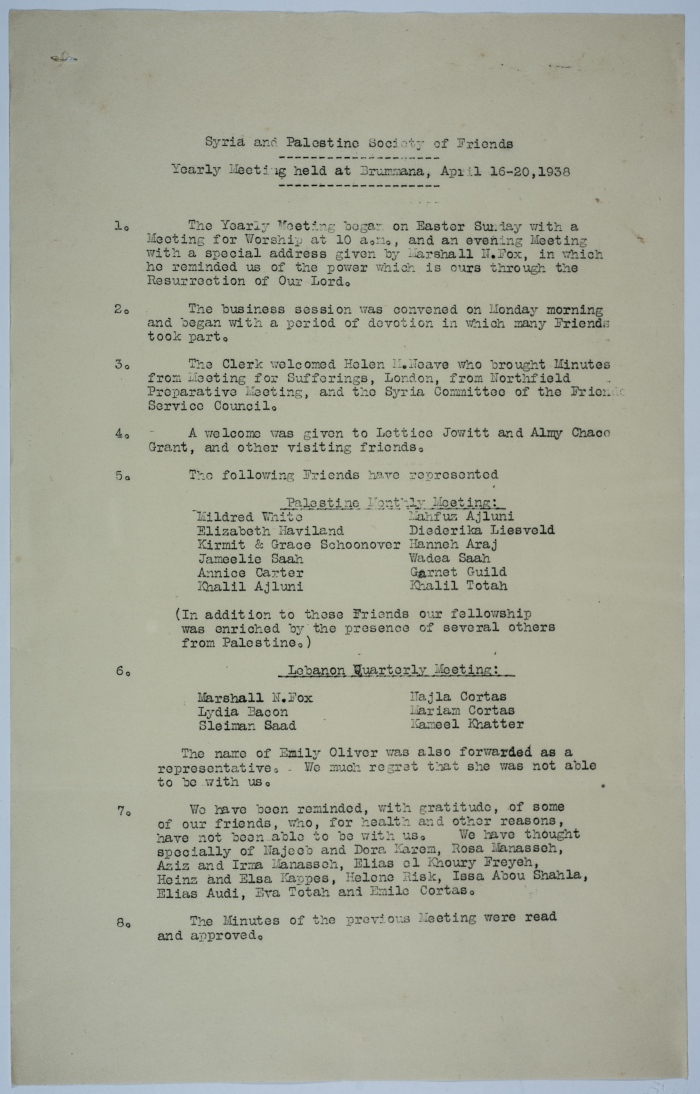 Syria and Palestine Society of Friends
Yearly Meeting held at Brummana, April 16-20,1938
1. The Yearly Meeting began on Easter Sunday with a
Meeting for Worship at 10 a.m., and an evening Meeting
with a special address given by Marshall N.Fox, in which
he reminded us of the power which is ours through the
Resurrection of Our Lord.
2. The business session was convened on Monday morning
and began with a period of devotion in which many Friends
took part.
3. The Clerk welcomed Helen M.Neave who brought Minutes
from Meeting for Sufferings, London, from Northfield
Preparative Meeting, and the Syria Committee of the Friends
Service Council.
4. A welcome was given to Lettice Jowitt and Almy Chace
Grant, and other visiting friends.
5. The following Friends have represented
Palestine Monthly Meeting:
Mildred White Mahfuz Ajluni
Elizabeth Haviland Diederika Liesveld
Kirmit & Grace Schoonover Hanneh Araj
Jameelie Saah Wadea Saah
Annice Carter Garnet Guild
Khalil Ajluni Khalil Totah
(In addition to these Friends our fellowship
was enriched by the presence of several others
from Palestine.)
6. Lebanon Quarterly Meeting:
Marshall N.Fox Najla Cortas
Lydia Bacon Mariam Cortas
Sleiman Saad Kameel Khatter
The name of Emily Oliver was also forwarded as a
representative. We much regret that she was not able
to be with us.
7. We have been reminded, with gratitude, of some
of our friends, who, for health and other reasons,
have not been able to be with us. We have thought
specially of Najeeb and Dora Karem, Rosa Manasseh,
Aziz and Irma Manasseh, Elias el Khoury Freyeh,
Heinz and Elsa Kappes, Helene Risk, Issa Abou Shahla,
Elias Audi, Eva Totah and Emile Cortas.
8. The Minutes of the previous Meeting were read
and approved.